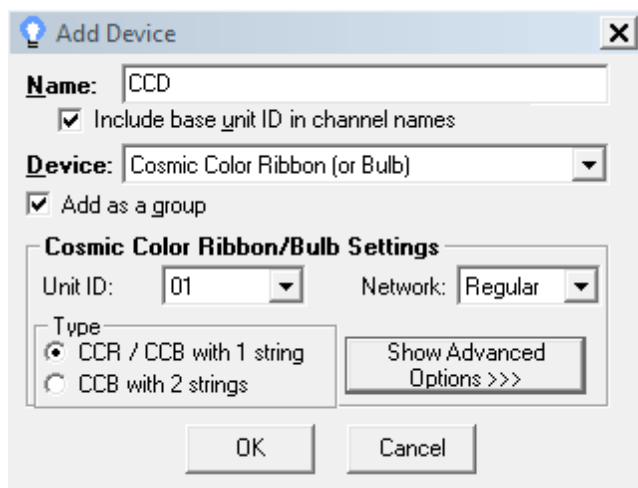 Add Device
Name: CCD
Include base unit ID in channel names
Device: Cosmic Color Ribbon (or Bulb)
Add as a group
Cosmic Color Ribbon/Bulb Settings
Unit ID: 01 Network: Regular
Type
CCR / CCB with 1 string
CCB with 2 strings
Show Advanced
Options >>>
OK Cancel